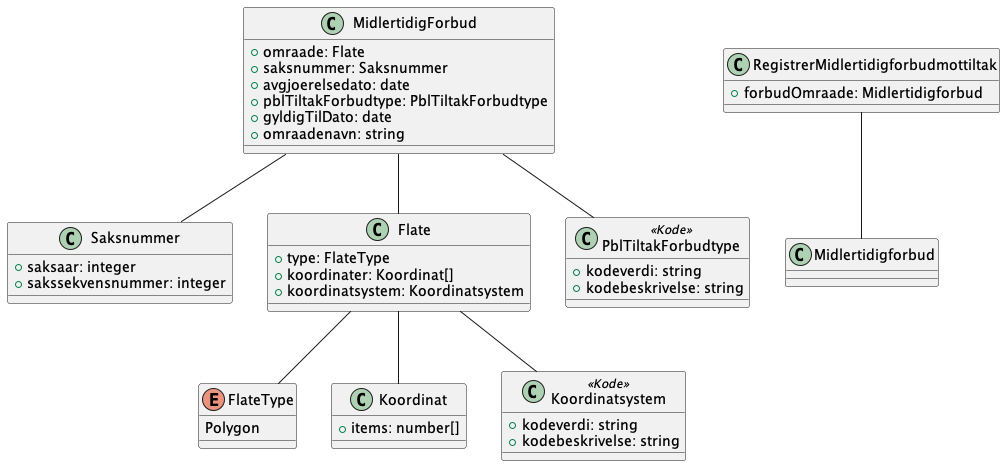 C MidlertidigForbud
omraade: Flate
saksnummer: Saksnummer
avgjoerelsedato: date
pblTiltakForbudtype: PblTiltakForbudtype
gyldigTilDato: date
omraadenavn: string
C RegistrerMidlertidigforbudmottiltak
forbudOmraade: Midlertidigforbud
C Saksnummer
saksaar: integer
sakssekvensnummer: integer
C Flate
type: FlateType
koordinater: Koordinat[]
koordinatsystem: Koordinatsystem
«Kode»
C PblTiltakForbudtype
kodeverdi: string
kodebeskrivelse: string
C Midlertidigforbud
E FlateType
Polygon
C Koordinat
items: number[]
«Kode»
C Koordinatsystem
kodeverdi: string
kodebeskrivelse: string